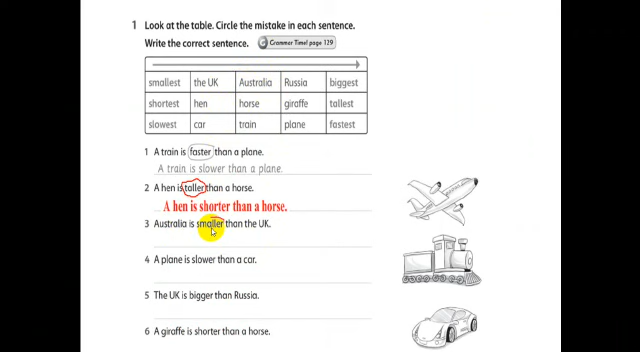 1 Look at the table. Circle the mistake in each sentence.
Write the correct sentence. G Grammar Time! page 129
smallest the UK Australia Russia biggest
shortest hen horse giraffe tallest
slowest car train plane fastest
1 A train is faster than a plane.
A train is slower than a plane.
2 A hen is taller than a horse.
A hen is shorter than a horse.
3 Australia is smaller than the UK.
4 A plane is slower than a car.
5 The UK is bigger than Russia.
6 A giraffe is shorter than a horse.